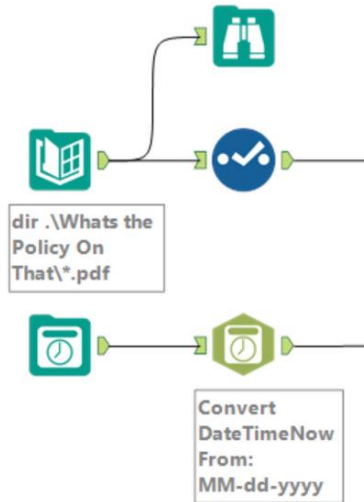 dir .\Whats the
Policy On
That\*.pdf
Convert
DateTimeNow
From:
MM-dd-yyyy